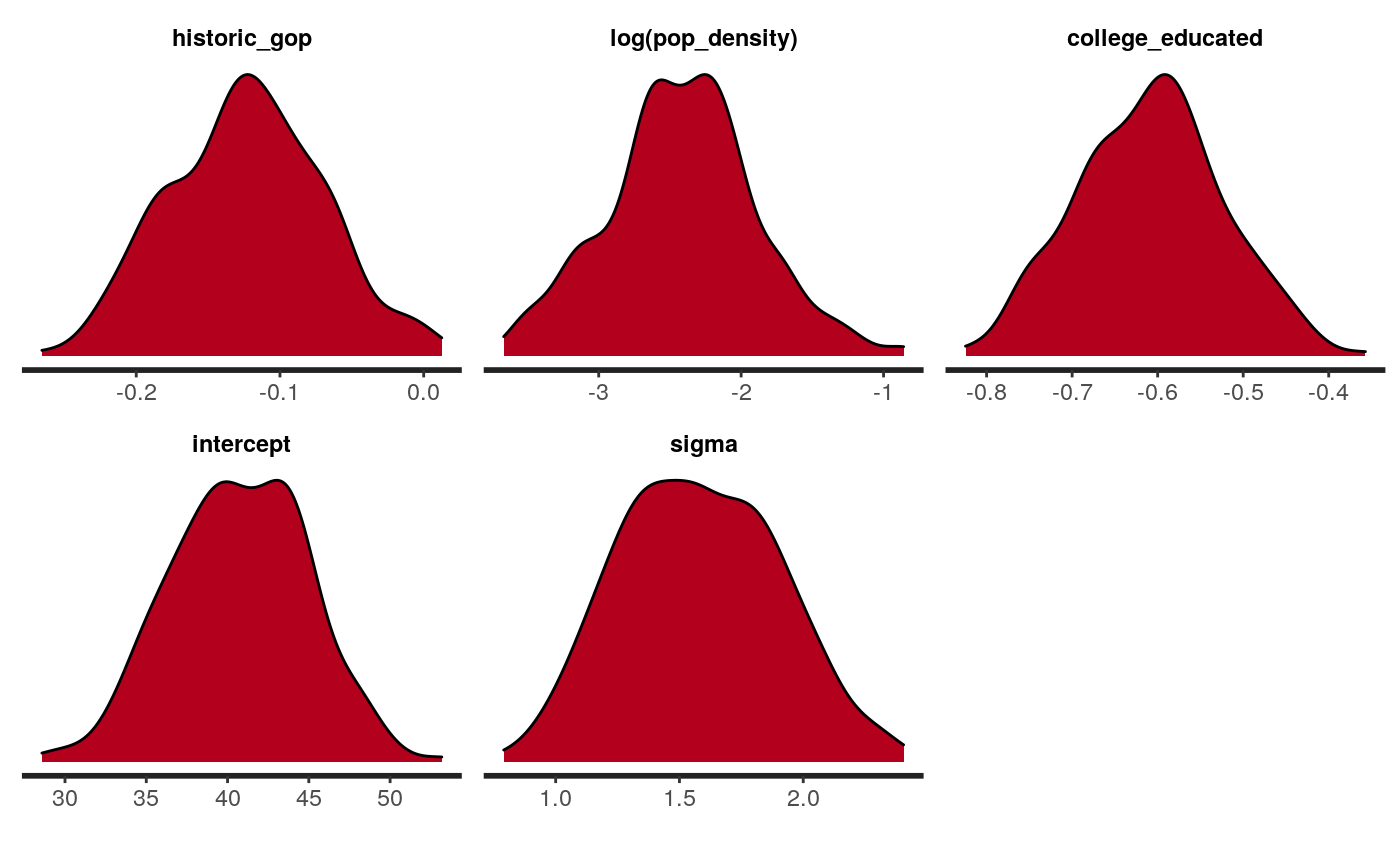 historic_gop log(pop_density) college_educated
-0.2 -0.1 0.0 -3 -2 -1 -0.8 -0.7 -0.6 -0.5 -0.4
intercept sigma
30 35 40 45 50 1.0 1.5 2.0